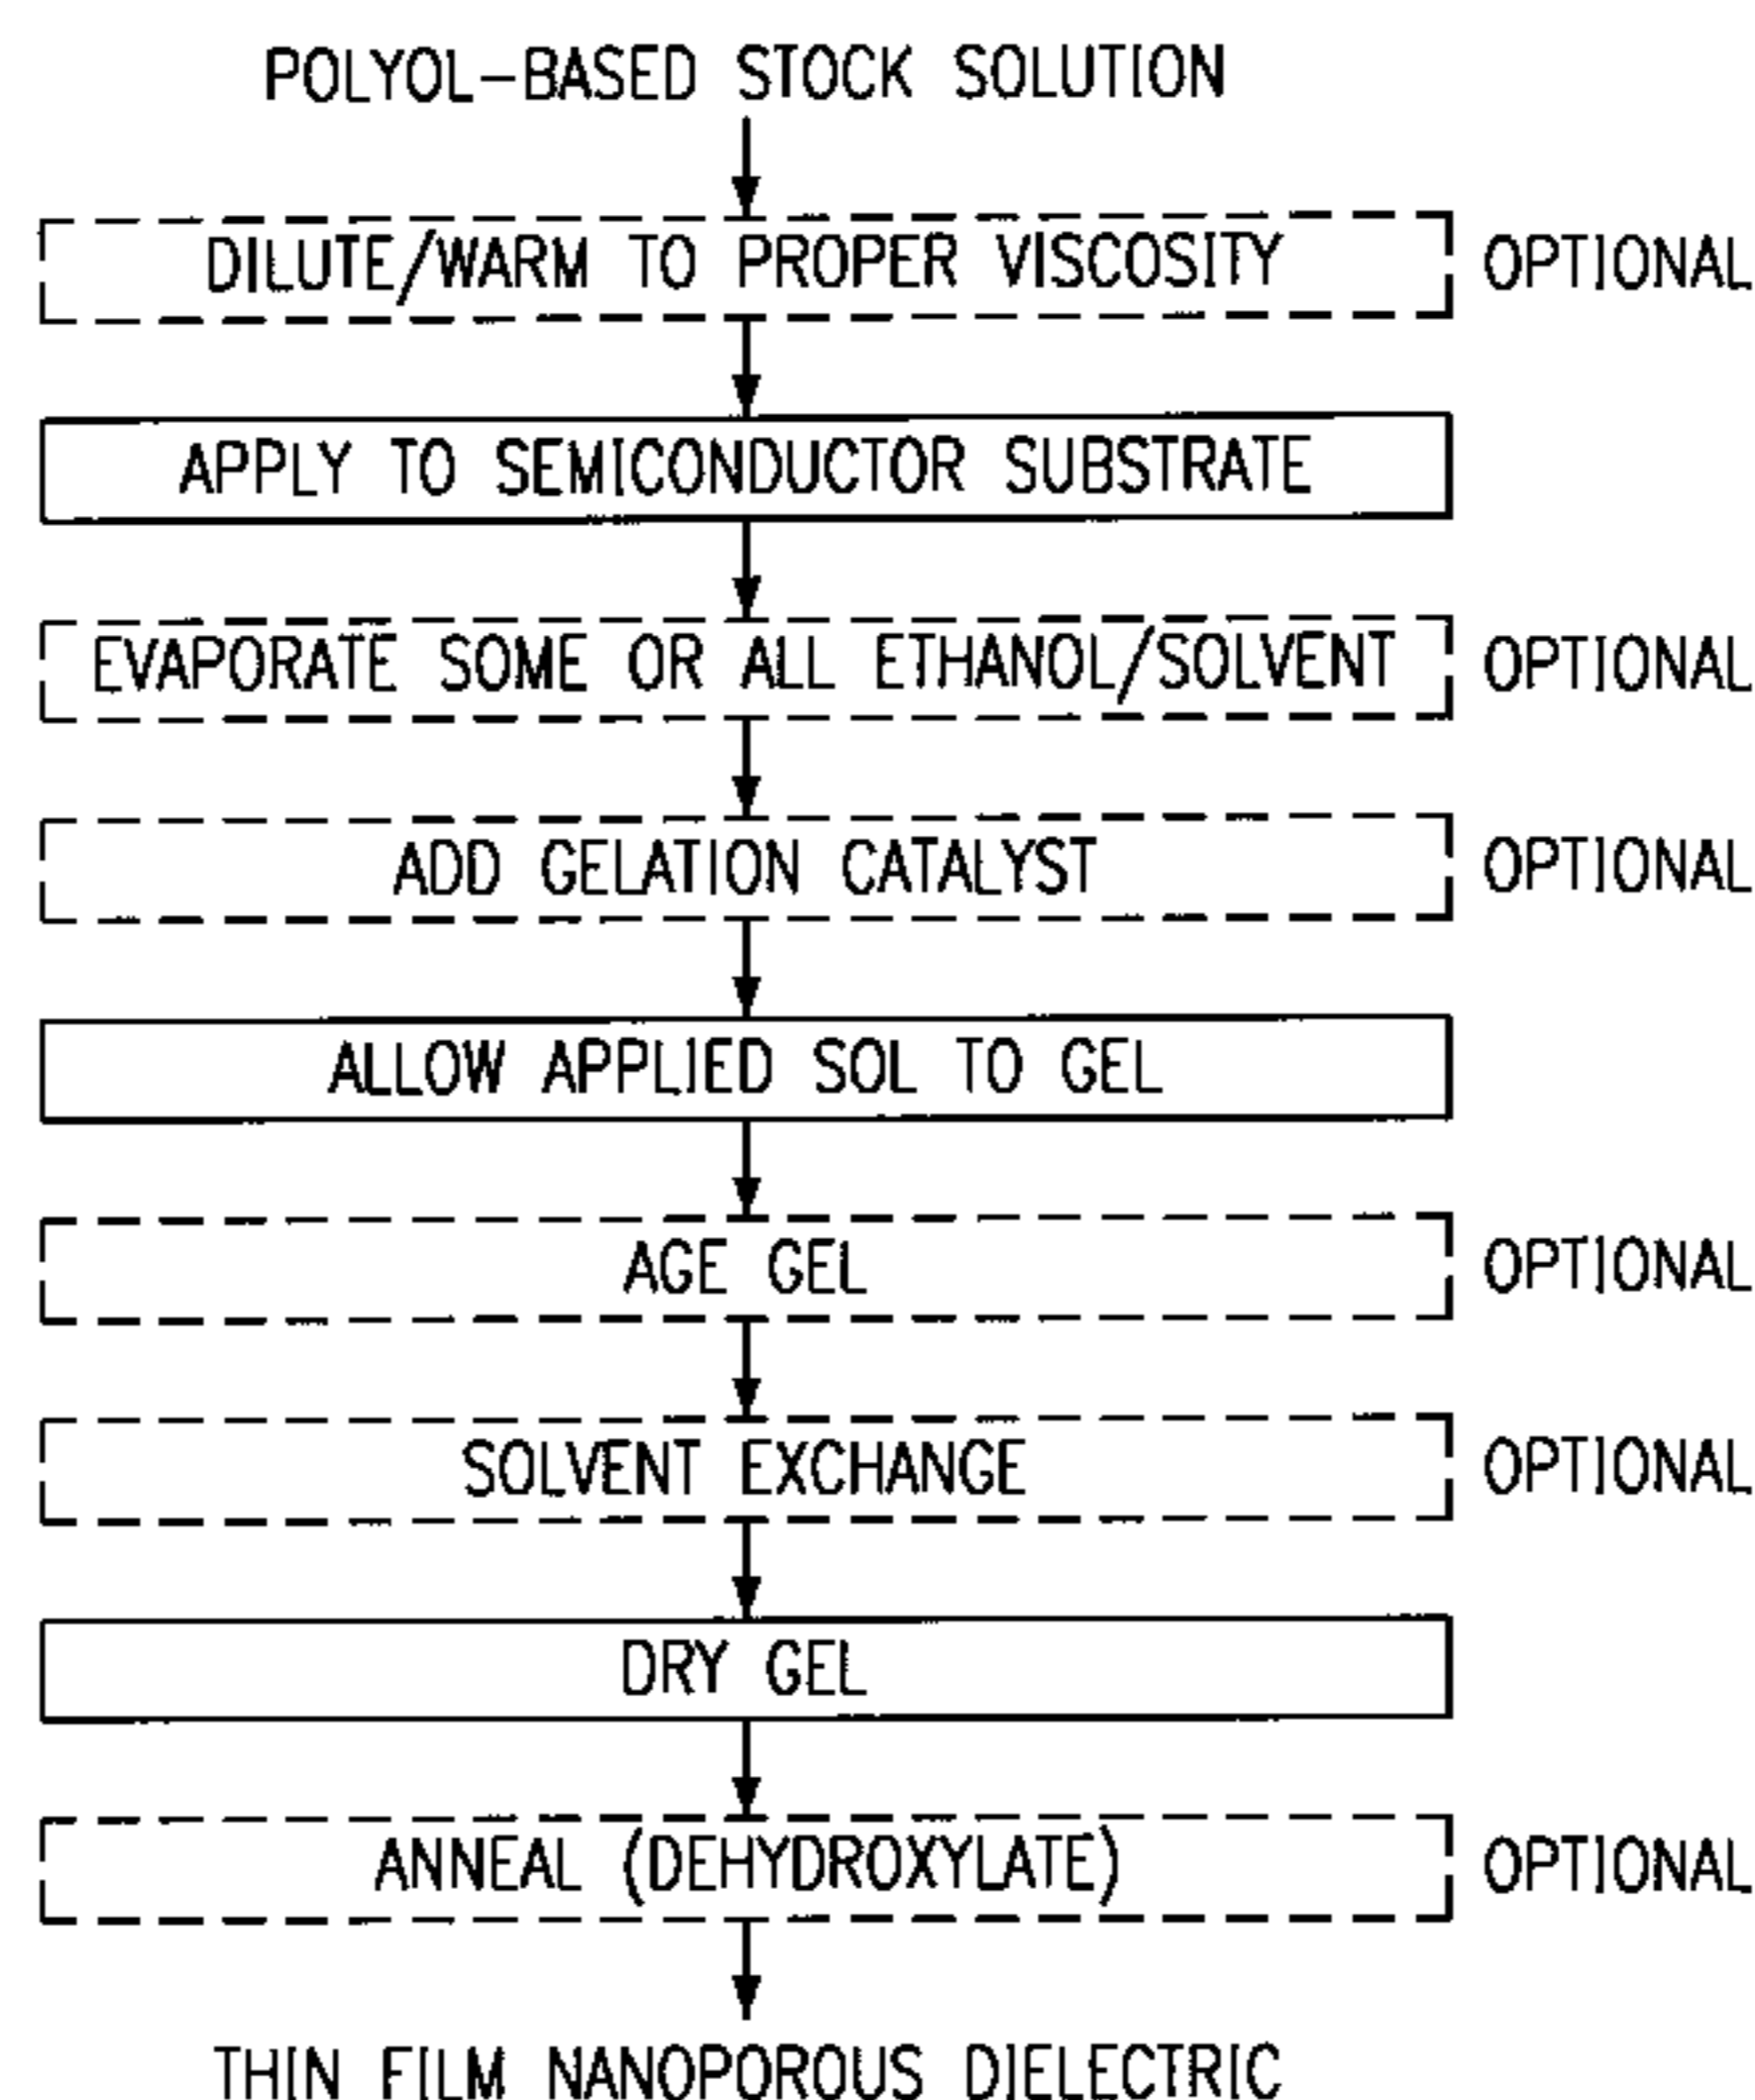 POLYOL-BASED STOCK SOLUTION
DILUTE/WARM TO PROPER VISCOSITY OPTIONAL
APPLY TO SEMICONDUCTOR SUBSTRATE
EVAPORATE SOME OR ALL ETHANOL/SOLVENT OPTIONAL
ADD GELATION CATALYST OPTIONAL
ALLOW APPLIED SOL TO GEL
AGE GEL OPTIONAL
SOLVENT EXCHANGE OPTIONAL
DRY GEL
ANNEAL (DEHYDROXYLATE) OPTIONAL
THIN FILM NANOPOROUS DIELECTRIC